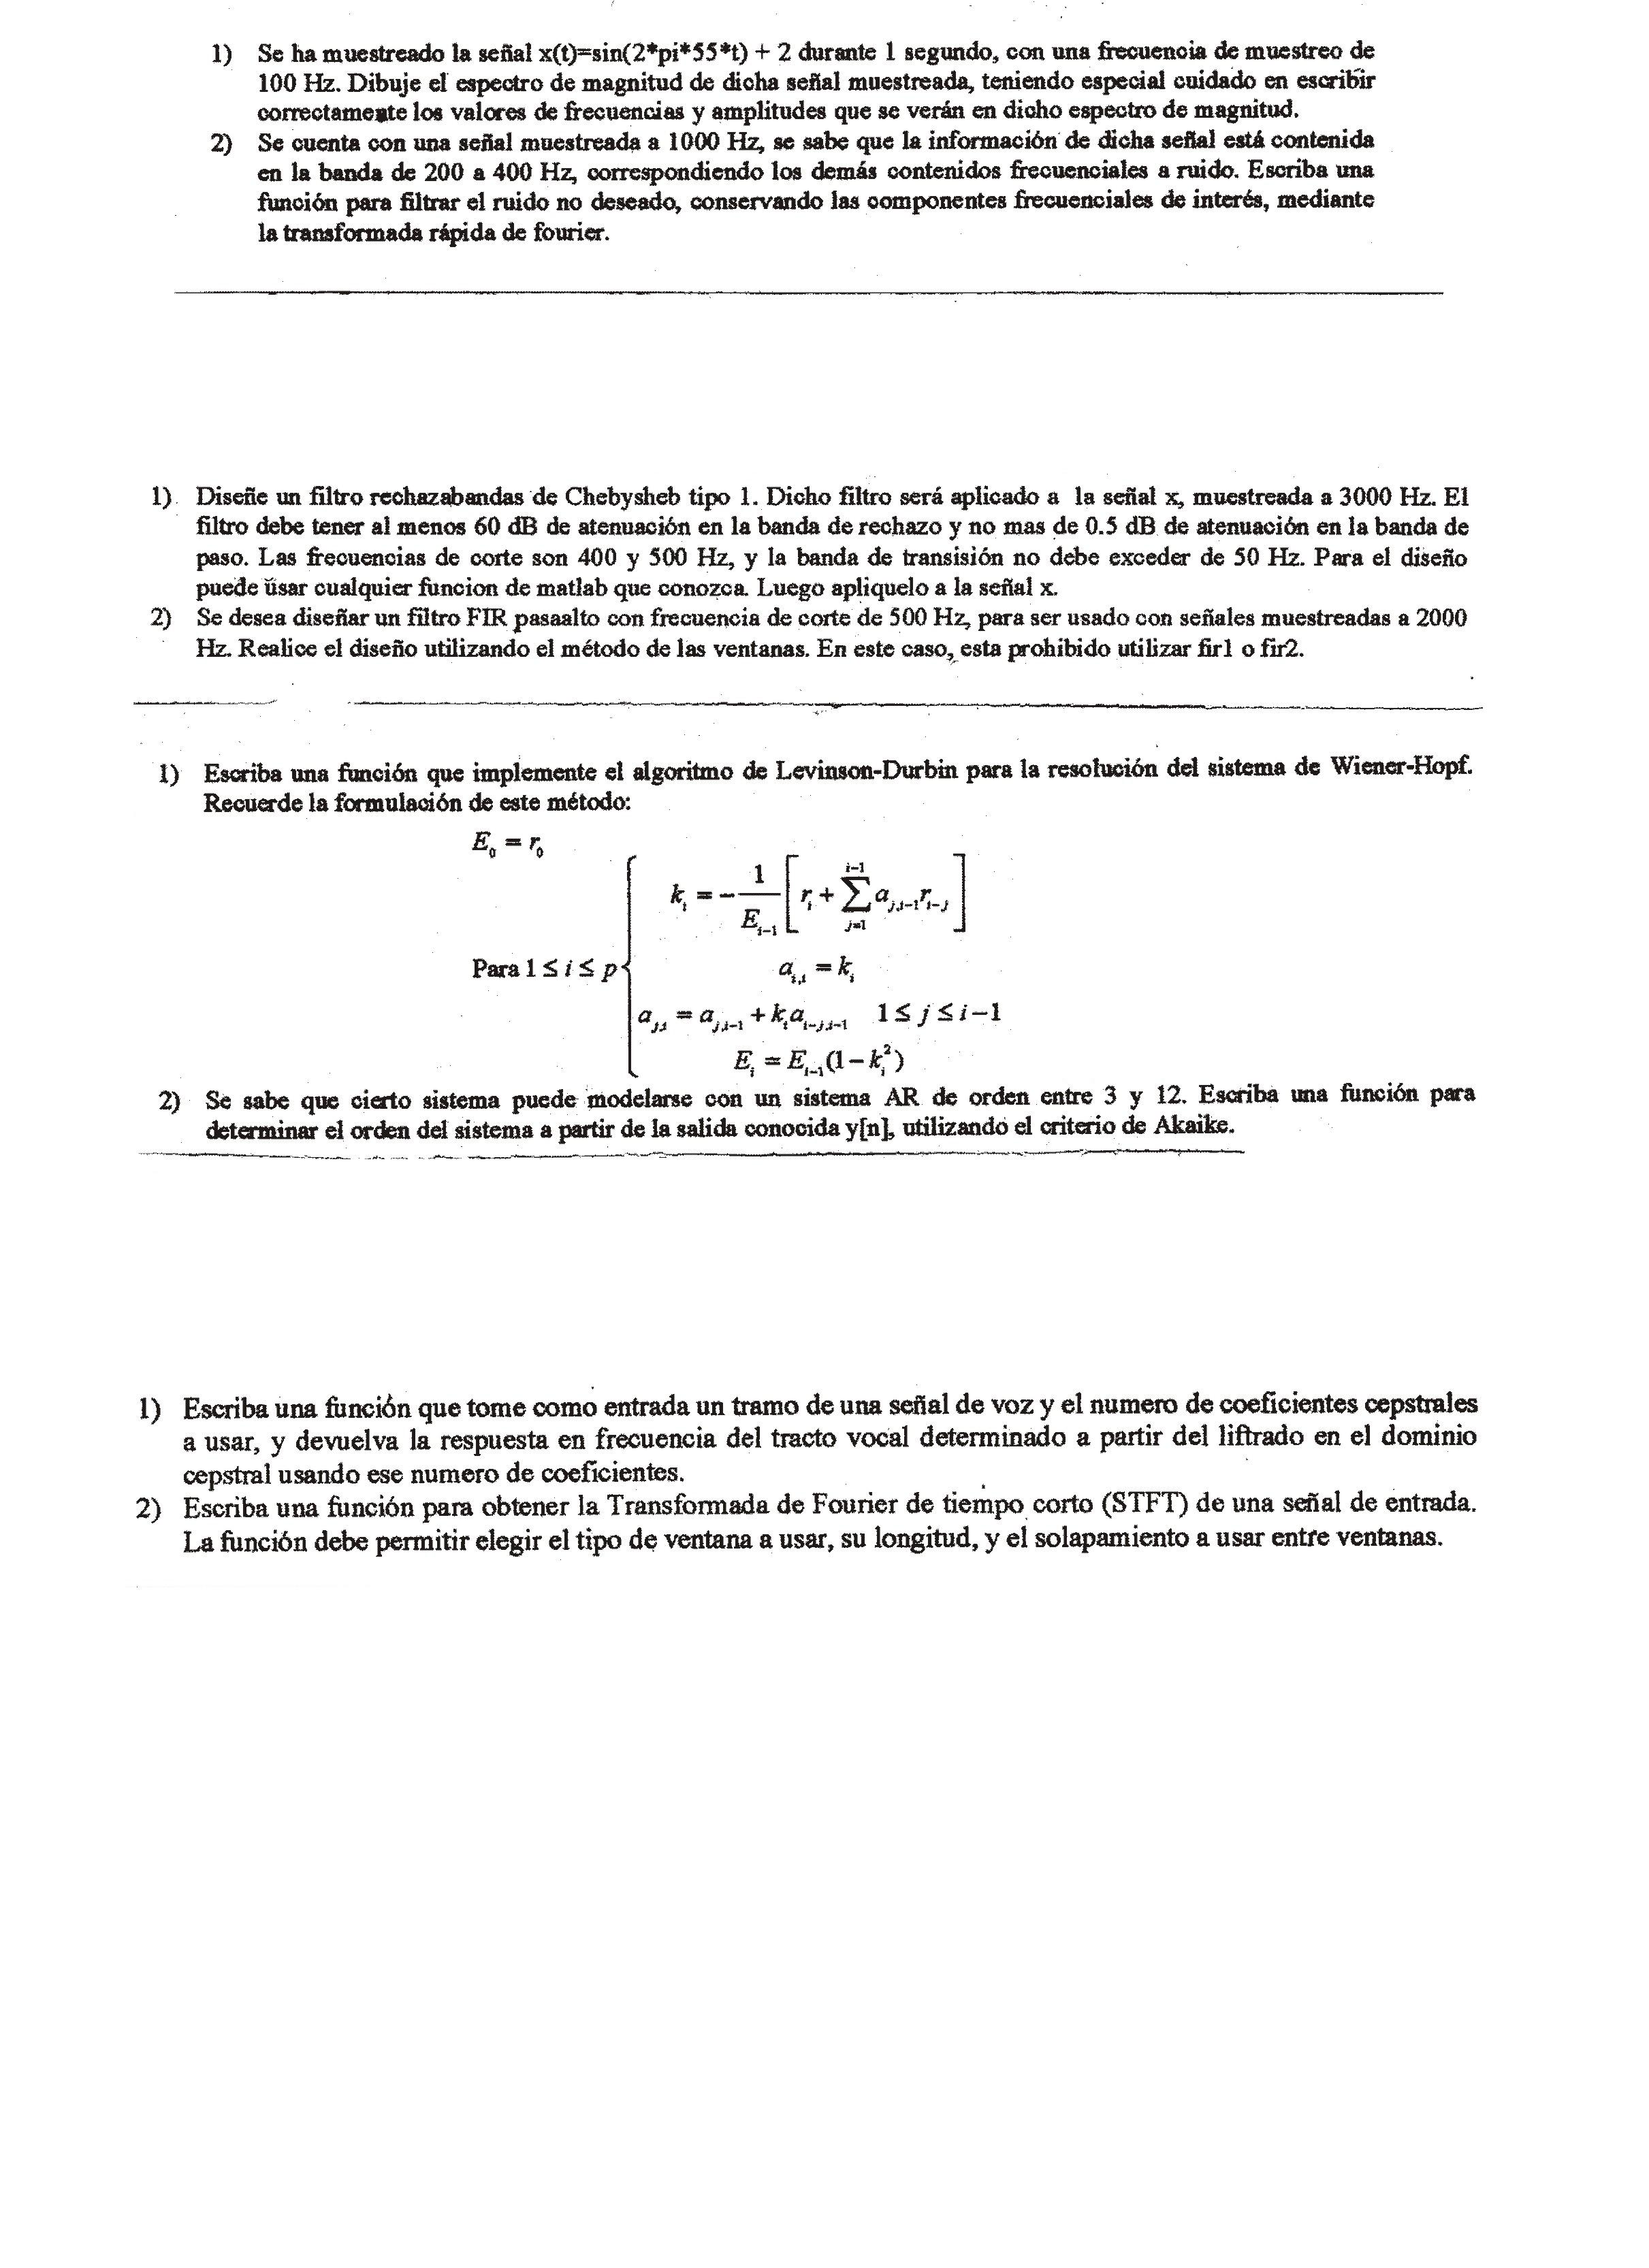 1) Se ha muestreado la señal x(t)=sin(2*pi*55*t) + 2 durante 1 segundo, con una frecuencia de muestreo de
100 Hz. Dibuje el espectro de magnitud de dicha señal muestreada, teniendo especial cuidado en escribir
correctamente los valores de frecuencias y amplitudes que se verán en dicho espectro de magnitud.
2) Se cuenta con una señal muestreada a 1000 Hz, se sabe que la información de dicha señal está contenida
en la banda de 200 a 400 Hz, correspondiendo los demás contenidos frecuenciales a ruido. Escriba una
función para filtrar el ruido no deseado, conservando las componentes frecuenciales de interés, mediante
la transformada rápida de fourier.
1) Diseñe un filtro rechazabandas de Chebysheb tipo 1. Dicho filtro será aplicado a la señal x, muestreada a 3000 Hz. El
filtro debe tener al menos 60 dB de atenuación en la banda de rechazo y no mas de 0.5 dB de atenuación en la banda de
paso. Las frecuencias de corte son 400 y 500 Hz, y la banda de transisión no debe exceder de 50 Hz. Para el diseño
puede usar cualquier funcion de matlab que conozca. Luego apliquelo a la señal x.
2) Se desea diseñar un filtro FIR pasaalto con frecuencia de corte de 500 Hz, para ser usado con señales muestreadas a 2000
Hz. Realice el diseño utilizando el método de las ventanas. En este caso, esta prohibido utilizar fir1 o fir2.
1) Escriba una función que implemente el algoritmo de Levinson-Durbin para la resolución del sistema de Wiener-Hopf.
Recuerde la formulación de este método:
E_0 = r_0
k_i = -\frac{1}{E_{i-1}} [ r_i + \sum_{j=1}^{i-1} a_{j,i-1} r_{i-j} ]
Para 1 ≤ i ≤ p { a_{i,i} = k_i
a_{j,i} = a_{j,i-1} + k_i a_{i-j,i-1} 1 ≤ j ≤ i-1
E_i = E_{i-1}(1 - k_i^2)
2) Se sabe que cierto sistema puede modelarse con un sistema AR de orden entre 3 y 12. Escriba una función para
determinar el orden del sistema a partir de la salida conocida y[n], utilizando el criterio de Akaike.
1) Escriba una función que tome como entrada un tramo de una señal de voz y el numero de coeficientes cepstrales
a usar, y devuelva la respuesta en frecuencia del tracto vocal determinado a partir del liftrado en el dominio
cepstral usando ese numero de coeficientes.
2) Escriba una función para obtener la Transformada de Fourier de tiempo corto (STFT) de una señal de entrada.
La función debe permitir elegir el tipo de ventana a usar, su longitud, y el solapamiento a usar entre ventanas.